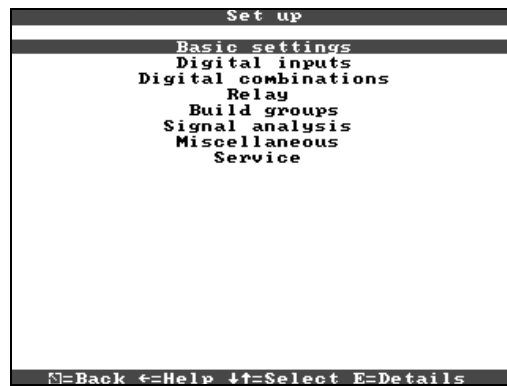 Set up
Basic settings
Digital inputs
Digital combinations
Relay
Build groups
Signal analysis
Miscellaneous
Service
=Back ←=Help ↓↑=Select E=Details